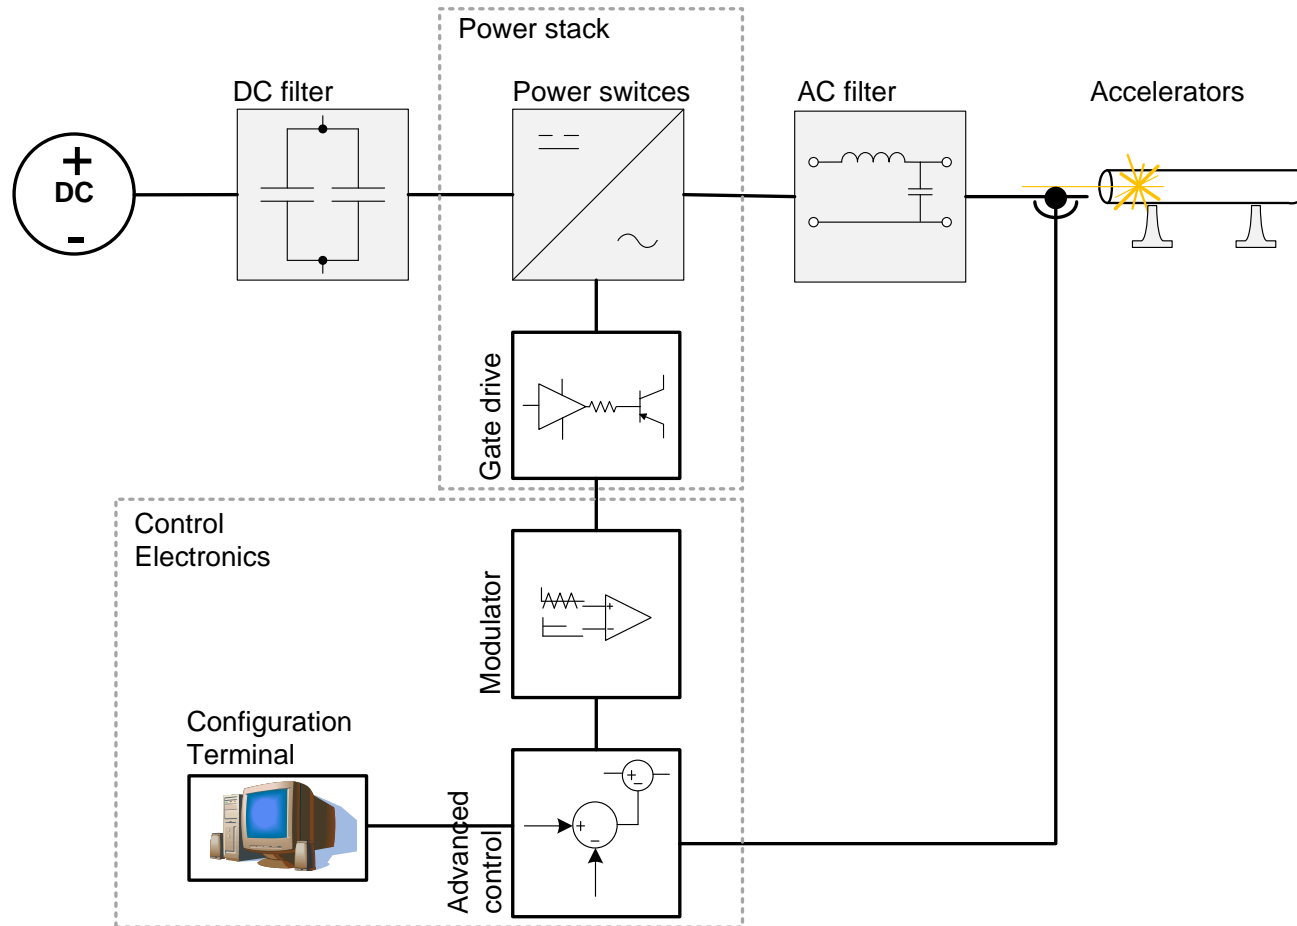 Power stack
DC filter
Power switces
AC filter
Accelerators
+
DC
-
Gate drive
Control
Electronics
Modulator
+
−
Configuration
Terminal
Advanced
control
+
−
+
−